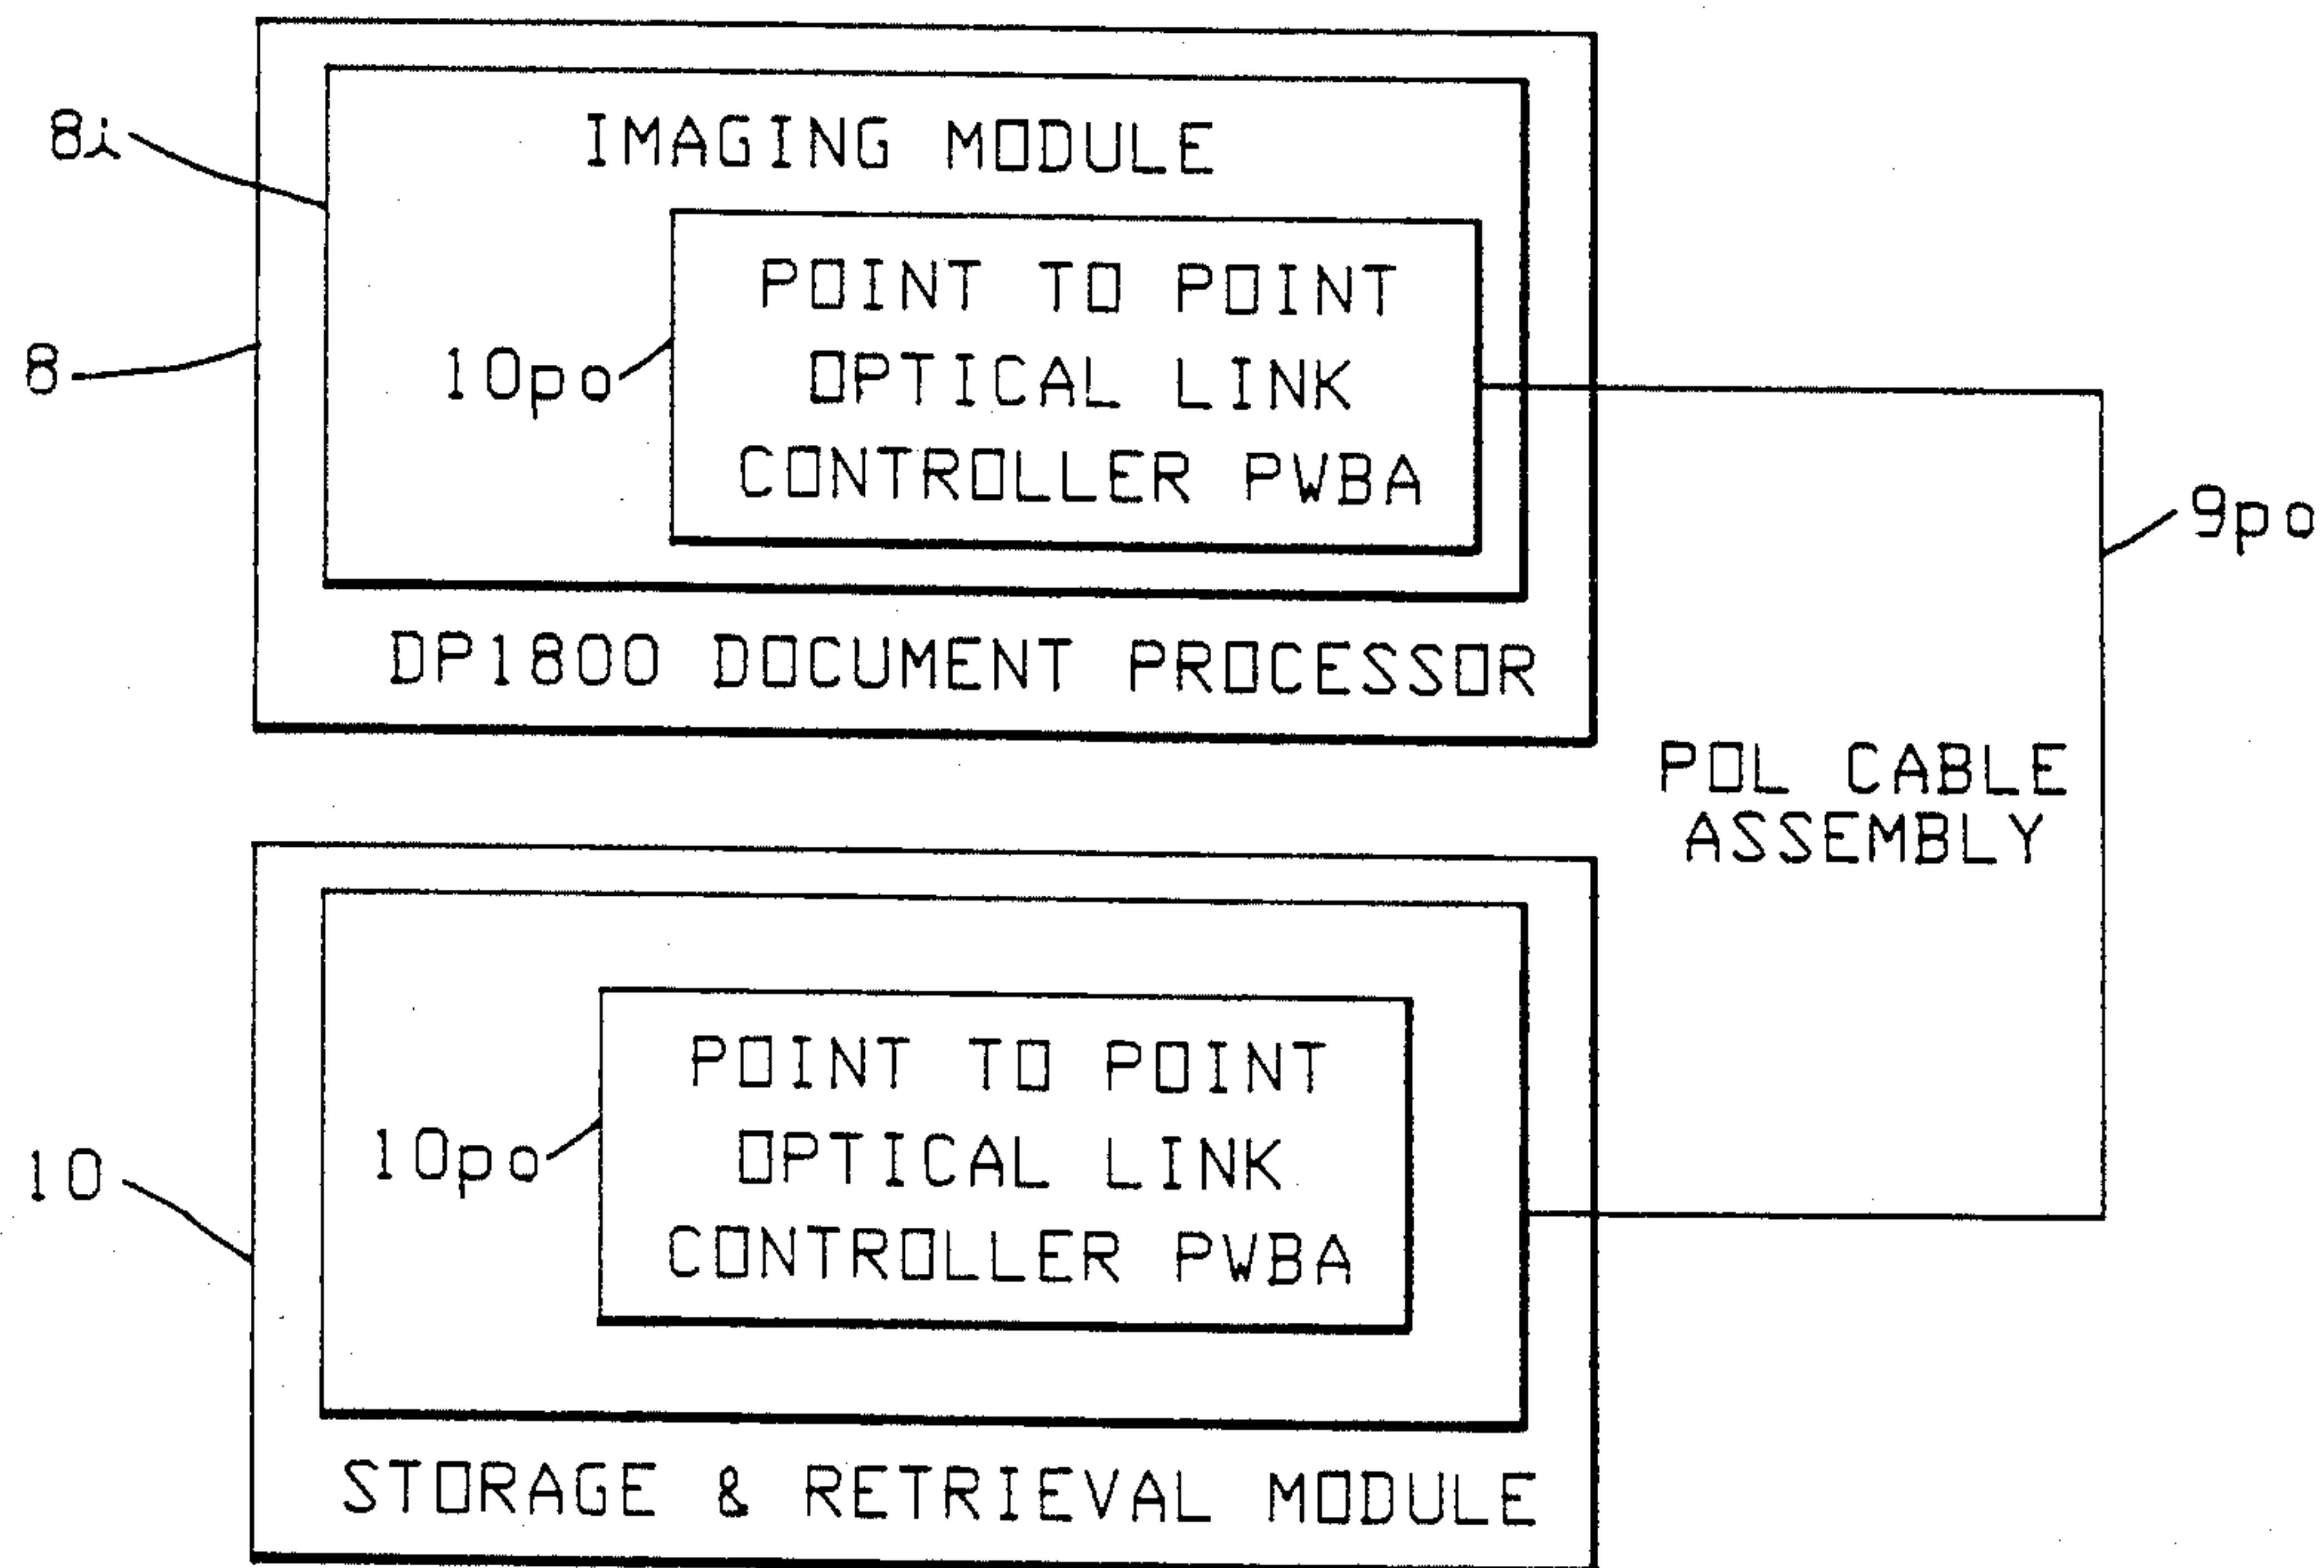 8i
IMAGING MODULE
POINT TO POINT
8
10po
OPTICAL LINK
CONTROLLER PWBA
9po
DP1800 DOCUMENT PROCESSOR
POL CABLE
ASSEMBLY
POINT TO POINT
10
10po
OPTICAL LINK
CONTROLLER PWBA
STORAGE & RETRIEVAL MODULE